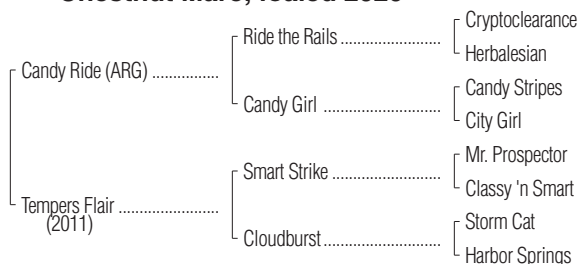 Chestnut Mare; foaled 2020
Cryptoclearance
Ride the Rails
Herbalesian
Candy Ride (ARG)
Candy Stripes
Candy Girl
City Girl
Mr. Prospector
Smart Strike
Classy 'n Smart
Tempers Flair
(2011)
Storm Cat
Cloudburst
Harbor Springs